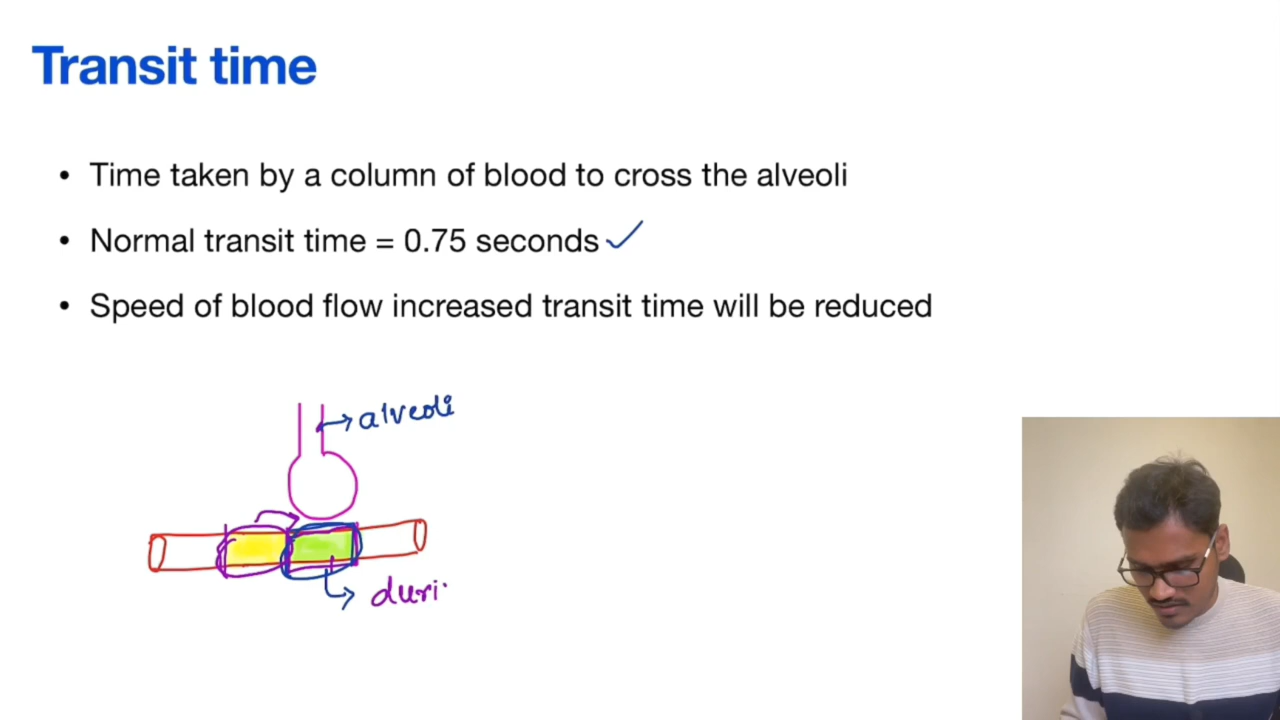 Transit time
• Time taken by a column of blood to cross the alveoli
• Normal transit time = 0.75 seconds
• Speed of blood flow increased transit time will be reduced
alveoli
duri